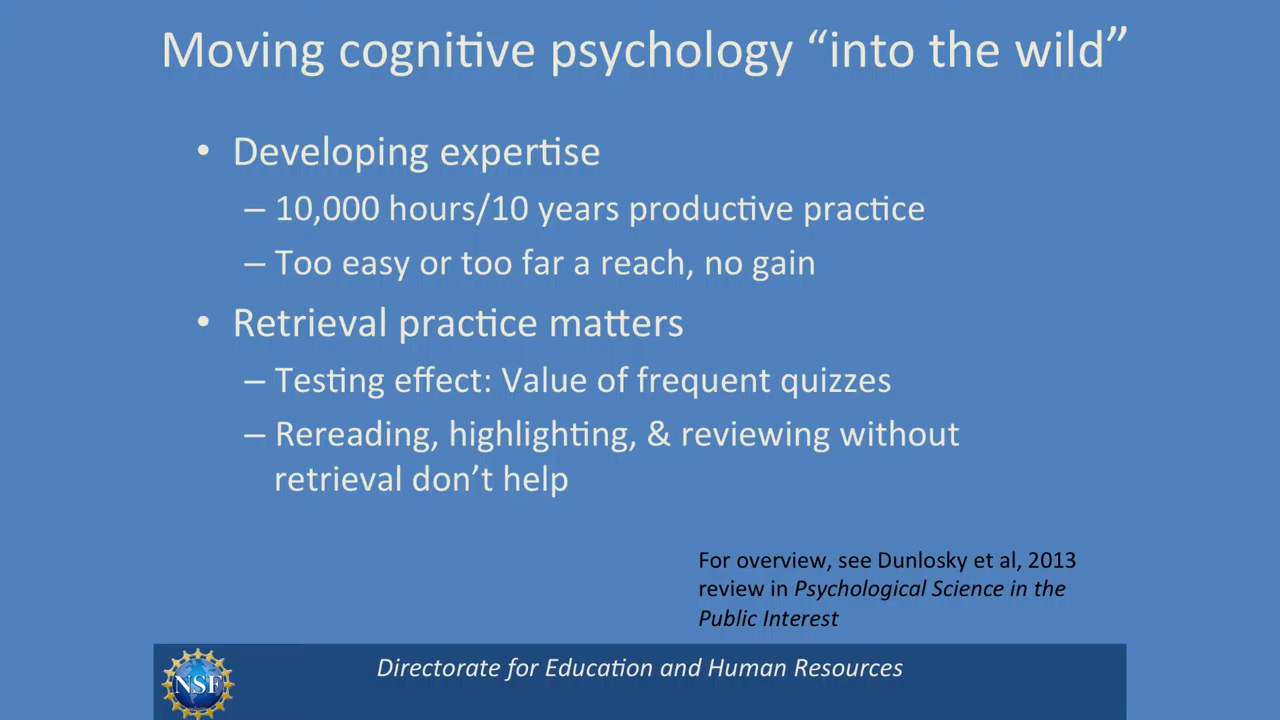 Moving cognitive psychology “into the wild”
• Developing expertise
– 10,000 hours/10 years productive practice
– Too easy or too far a reach, no gain
• Retrieval practice matters
– Testing effect: Value of frequent quizzes
– Rereading, highlighting, & reviewing without
retrieval don’t help
For overview, see Dunlosky et al, 2013
review in Psychological Science in the
Public Interest
Directorate for Education and Human Resources
NSF